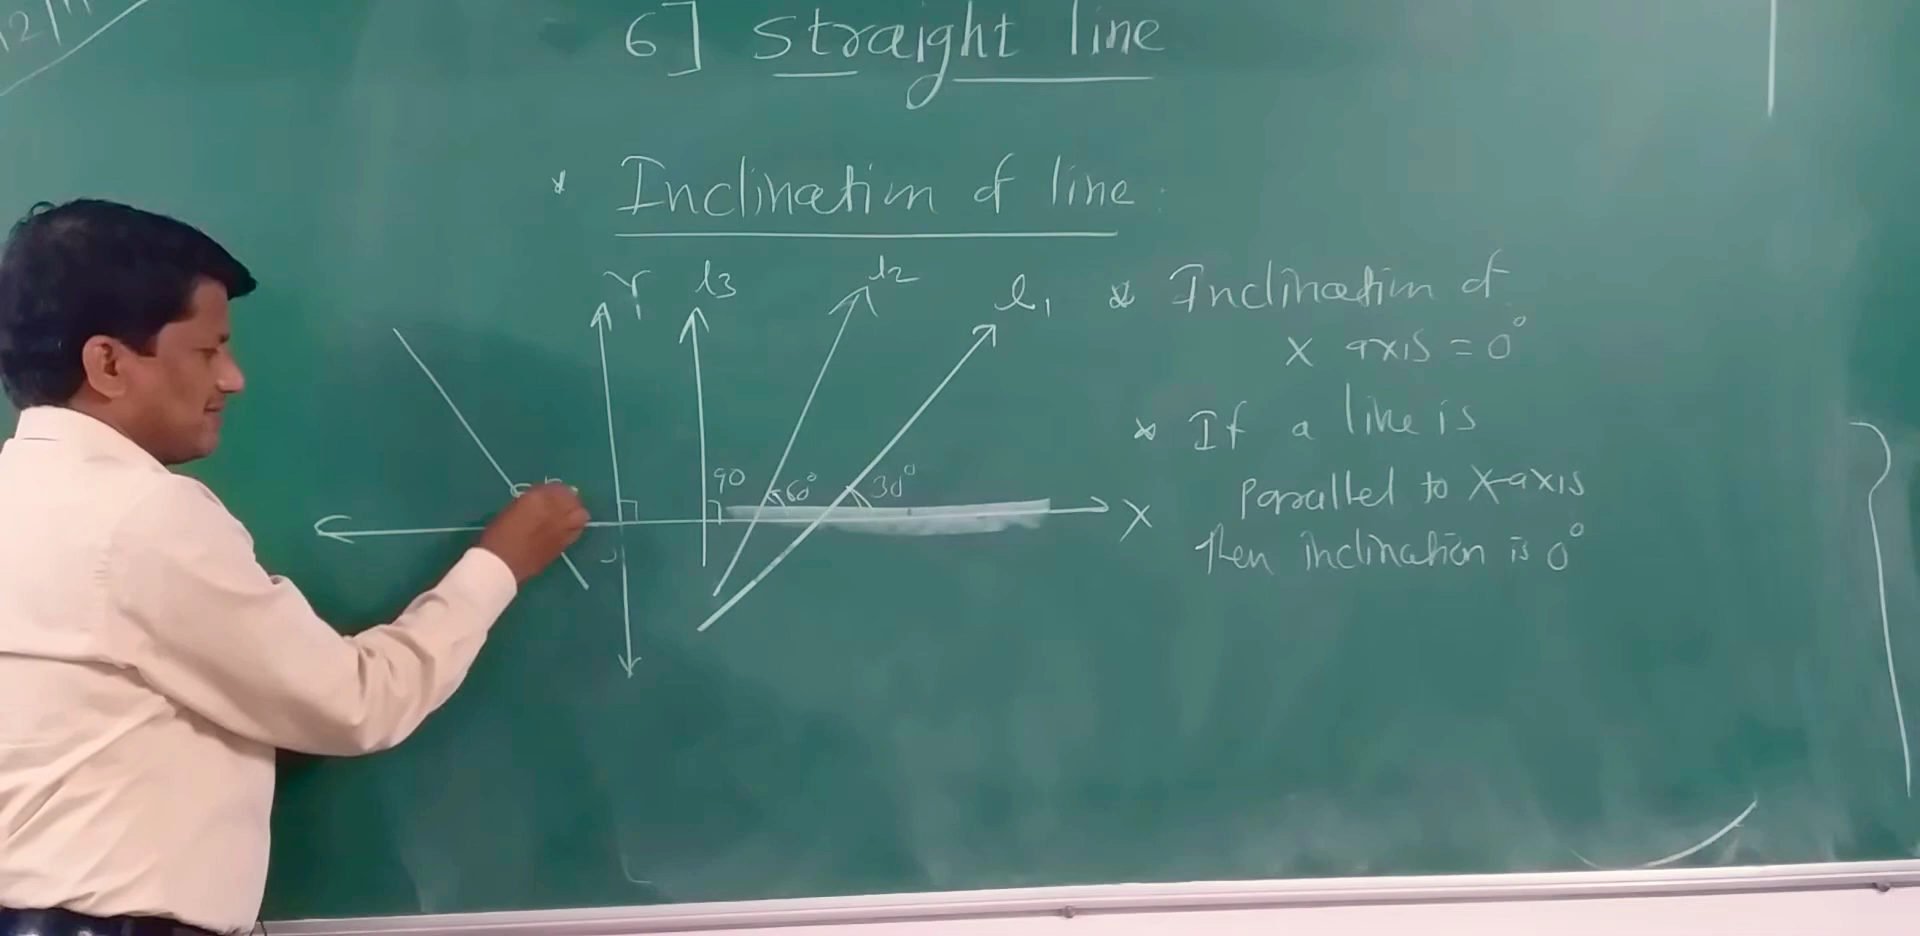 6] Straight line
* Inclination of line:
Y l3 l2 l1
90 60° 30°
X
* Inclination of
X axis = 0°
* If a line is
Parallel to X-axis
then inclination is 0°